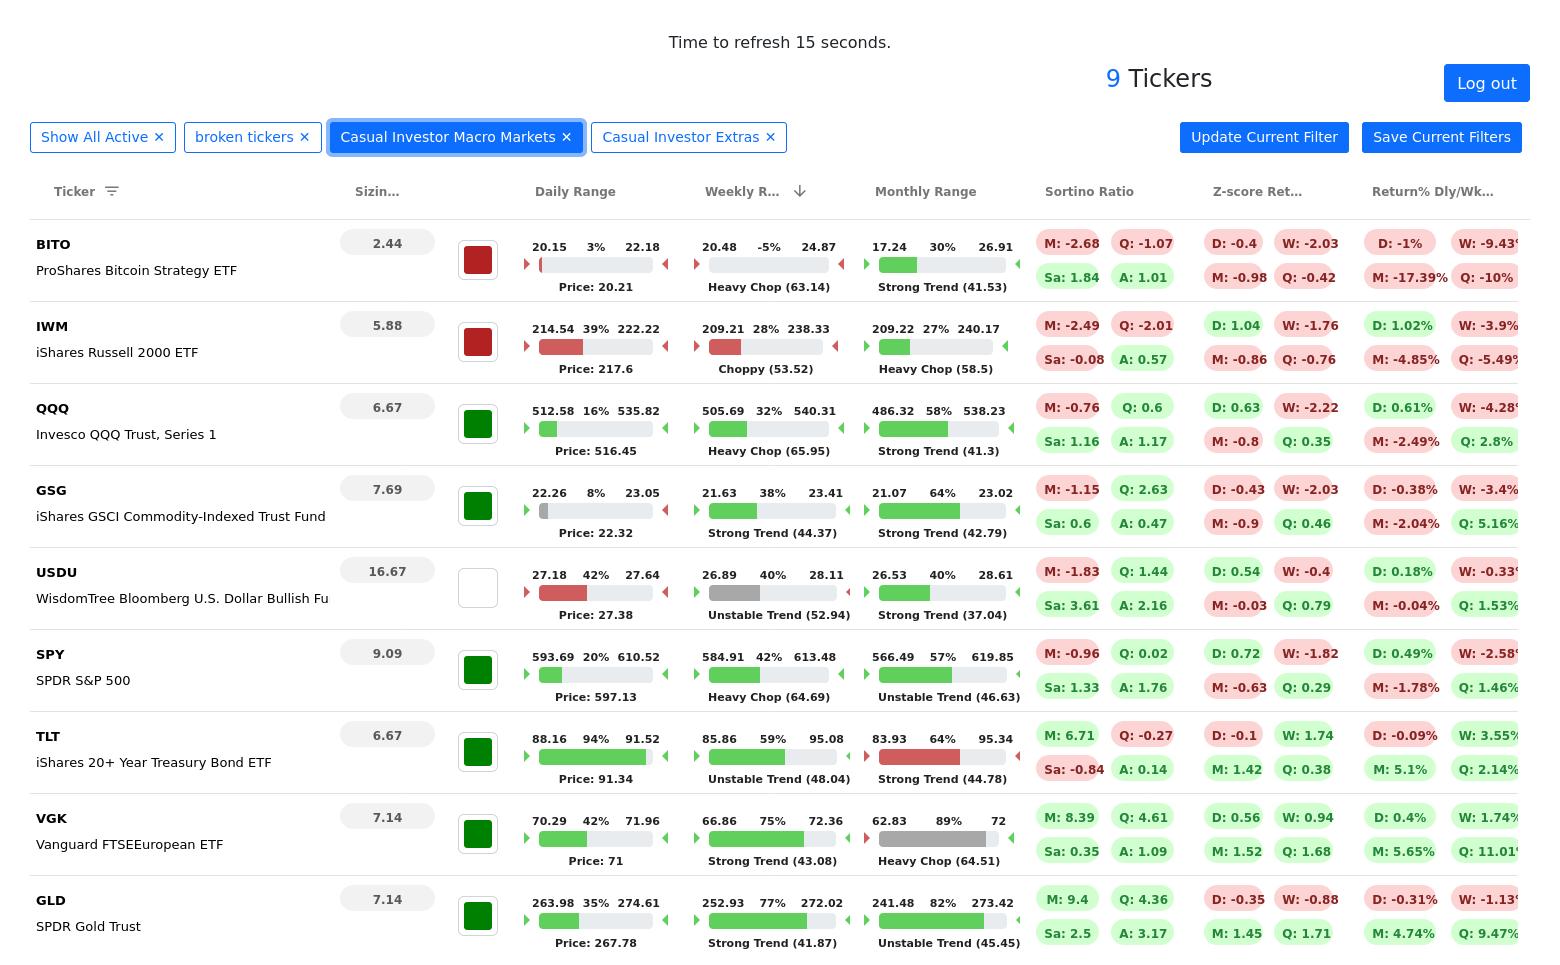 Time to refresh 15 seconds.
9 Tickers
Log out
Show All Active ✕ broken tickers ✕ Casual Investor Macro Markets ✕ Casual Investor Extras ✕ Update Current Filter Save Current Filters
Ticker Sizin... Daily Range Weekly R... Monthly Range Sortino Ratio Z-score Ret... Return% Dly/Wk...
BITO 2.44 20.15 3% 22.18 20.48 -5% 24.87 17.24 30% 26.91 M: -2.68 Q: -1.07 D: -0.4 W: -2.03 D: -1% W: -9.43%
ProShares Bitcoin Strategy ETF Price: 20.21 Heavy Chop (63.14) Strong Trend (41.53) Sa: 1.84 A: 1.01 M: -0.98 Q: -0.42 M: -17.39% Q: -10%
IWM 5.88 214.54 39% 222.22 209.21 28% 238.33 209.22 27% 240.17 M: -2.49 Q: -2.01 D: 1.04 W: -1.76 D: 1.02% W: -3.9%
iShares Russell 2000 ETF Price: 217.6 Choppy (53.52) Heavy Chop (58.5) Sa: -0.08 A: 0.57 M: -0.86 Q: -0.76 M: -4.85% Q: -5.49%
QQQ 6.67 512.58 16% 535.82 505.69 32% 540.31 486.32 58% 538.23 M: -0.76 Q: 0.6 D: 0.63 W: -2.22 D: 0.61% W: -4.28%
Invesco QQQ Trust, Series 1 Price: 516.45 Heavy Chop (65.95) Strong Trend (41.3) Sa: 1.16 A: 1.17 M: -0.8 Q: 0.35 M: -2.49% Q: 2.8%
GSG 7.69 22.26 8% 23.05 21.63 38% 23.41 21.07 64% 23.02 M: -1.15 Q: 2.63 D: -0.43 W: -2.03 D: -0.38% W: -3.4%
iShares GSCI Commodity-Indexed Trust Fund Price: 22.32 Strong Trend (44.37) Strong Trend (42.79) Sa: 0.6 A: 0.47 M: -0.9 Q: 0.46 M: -2.04% Q: 5.16%
USDU 16.67 27.18 42% 27.64 26.89 40% 28.11 26.53 40% 28.61 M: -1.83 Q: 1.44 D: 0.54 W: -0.4 D: 0.18% W: -0.33%
WisdomTree Bloomberg U.S. Dollar Bullish Fu Price: 27.38 Unstable Trend (52.94) Strong Trend (37.04) Sa: 3.61 A: 2.16 M: -0.03 Q: 0.79 M: -0.04% Q: 1.53%
SPY 9.09 593.69 20% 610.52 584.91 42% 613.48 566.49 57% 619.85 M: -0.96 Q: 0.02 D: 0.72 W: -1.82 D: 0.49% W: -2.58%
SPDR S&P 500 Price: 597.13 Heavy Chop (64.69) Unstable Trend (46.63) Sa: 1.33 A: 1.76 M: -0.63 Q: 0.29 M: -1.78% Q: 1.46%
TLT 6.67 88.16 94% 91.52 85.86 59% 95.08 83.93 64% 95.34 M: 6.71 Q: -0.27 D: -0.1 W: 1.74 D: -0.09% W: 3.55%
iShares 20+ Year Treasury Bond ETF Price: 91.34 Unstable Trend (48.04) Strong Trend (44.78) Sa: -0.84 A: 0.14 M: 1.42 Q: 0.38 M: 5.1% Q: 2.14%
VGK 7.14 70.29 42% 71.96 66.86 75% 72.36 62.83 89% 72 M: 8.39 Q: 4.61 D: 0.56 W: 0.94 D: 0.4% W: 1.74%
Vanguard FTSEEuropean ETF Price: 71 Strong Trend (43.08) Heavy Chop (64.51) Sa: 0.35 A: 1.09 M: 1.52 Q: 1.68 M: 5.65% Q: 11.01%
GLD 7.14 263.98 35% 274.61 252.93 77% 272.02 241.48 82% 273.42 M: 9.4 Q: 4.36 D: -0.35 W: -0.88 D: -0.31% W: -1.13%
SPDR Gold Trust Price: 267.78 Strong Trend (41.87) Unstable Trend (45.45) Sa: 2.5 A: 3.17 M: 1.45 Q: 1.71 M: 4.74% Q: 9.47%